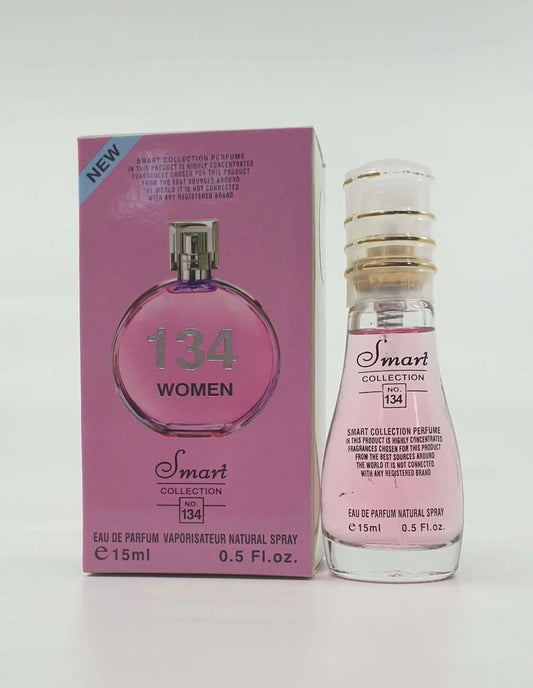 NEW
SMART COLLECTION PERFUME
IN THIS PRODUCT IS HIGHLY CONCENTRATED
FRAGRANCES CHOSEN FOR THIS PRODUCT
FROM THE BEST SOURCES AROUND
THE WORLD IT IS NOT CONNECTED
WITH ANY REGISTERED BRAND
134
WOMEN
Smart
COLLECTION
NO.
134
EAU DE PARFUM VAPORISATEUR NATURAL SPRAY
℮15ml 0.5 Fl.oz.
Smart
COLLECTION
NO.
134
SMART COLLECTION PERFUME
IN THIS PRODUCT IS HIGHLY CONCENTRATED
FRAGRANCES CHOSEN FOR THIS PRODUCT
FROM THE BEST SOURCES AROUND
THE WORLD IT IS NOT CONNECTED
WITH ANY REGISTERED BRAND
EAU DE PARFUM NATURAL SPRAY
℮15ml 0.5 Fl.oz.